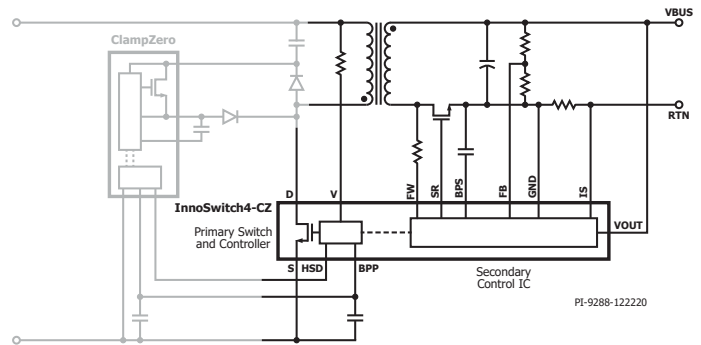 VBUS
ClampZero
RTN
D
V
FW
SR
BPS
FB
GND
IS
InnoSwitch4-CZ
Primary Switch
and Controller
VOUT
S
HSD
BPP
Secondary
Control IC
PI-9288-122220